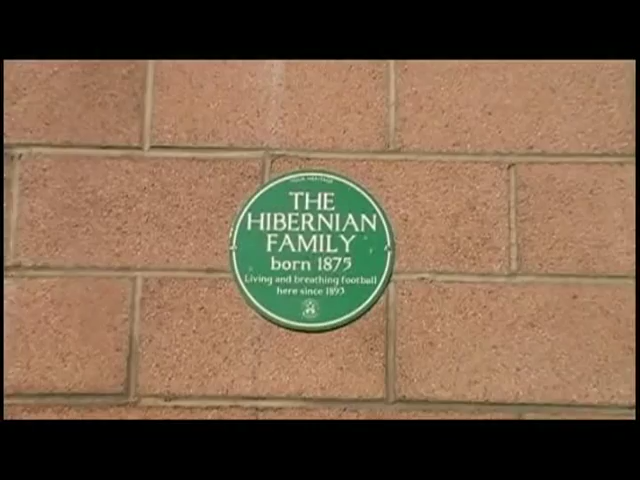 THE
HIBERNIAN
FAMILY
born 1875
Living and breathing football
here since 1893